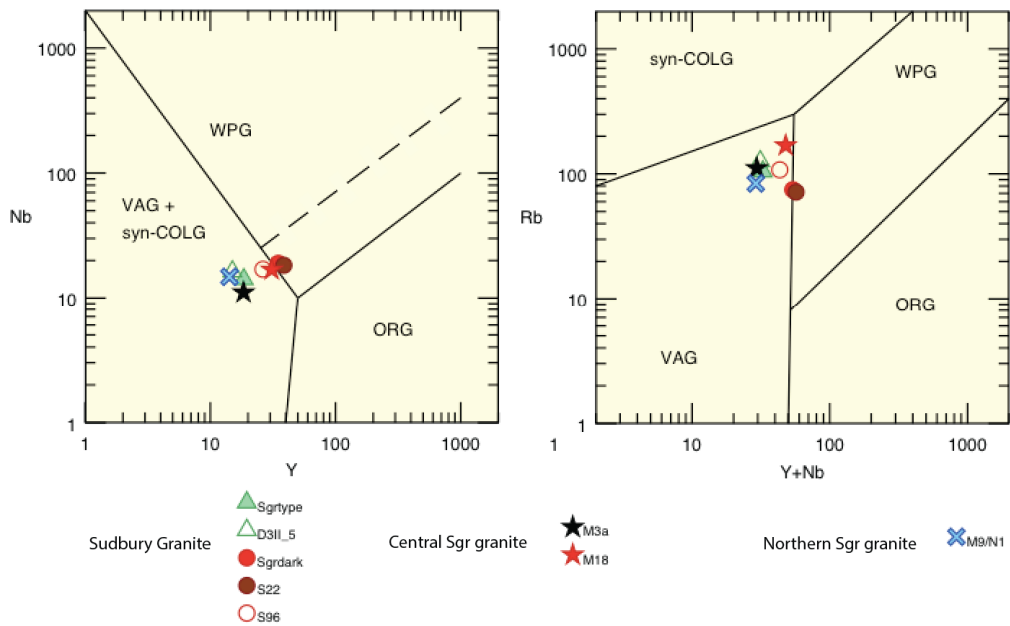 1000
100
10
1
Nb
WPG
VAG +
syn-COLG
ORG
1
10
100
1000
Y
1000
100
10
1
Rb
syn-COLG
WPG
VAG
ORG
10
100
1000
Y+Nb
Sudbury Granite
Sgrtype
D3II_5
Sgrdark
S22
S96
Central Sgr granite
M3a
M18
Northern Sgr granite
M9/N1